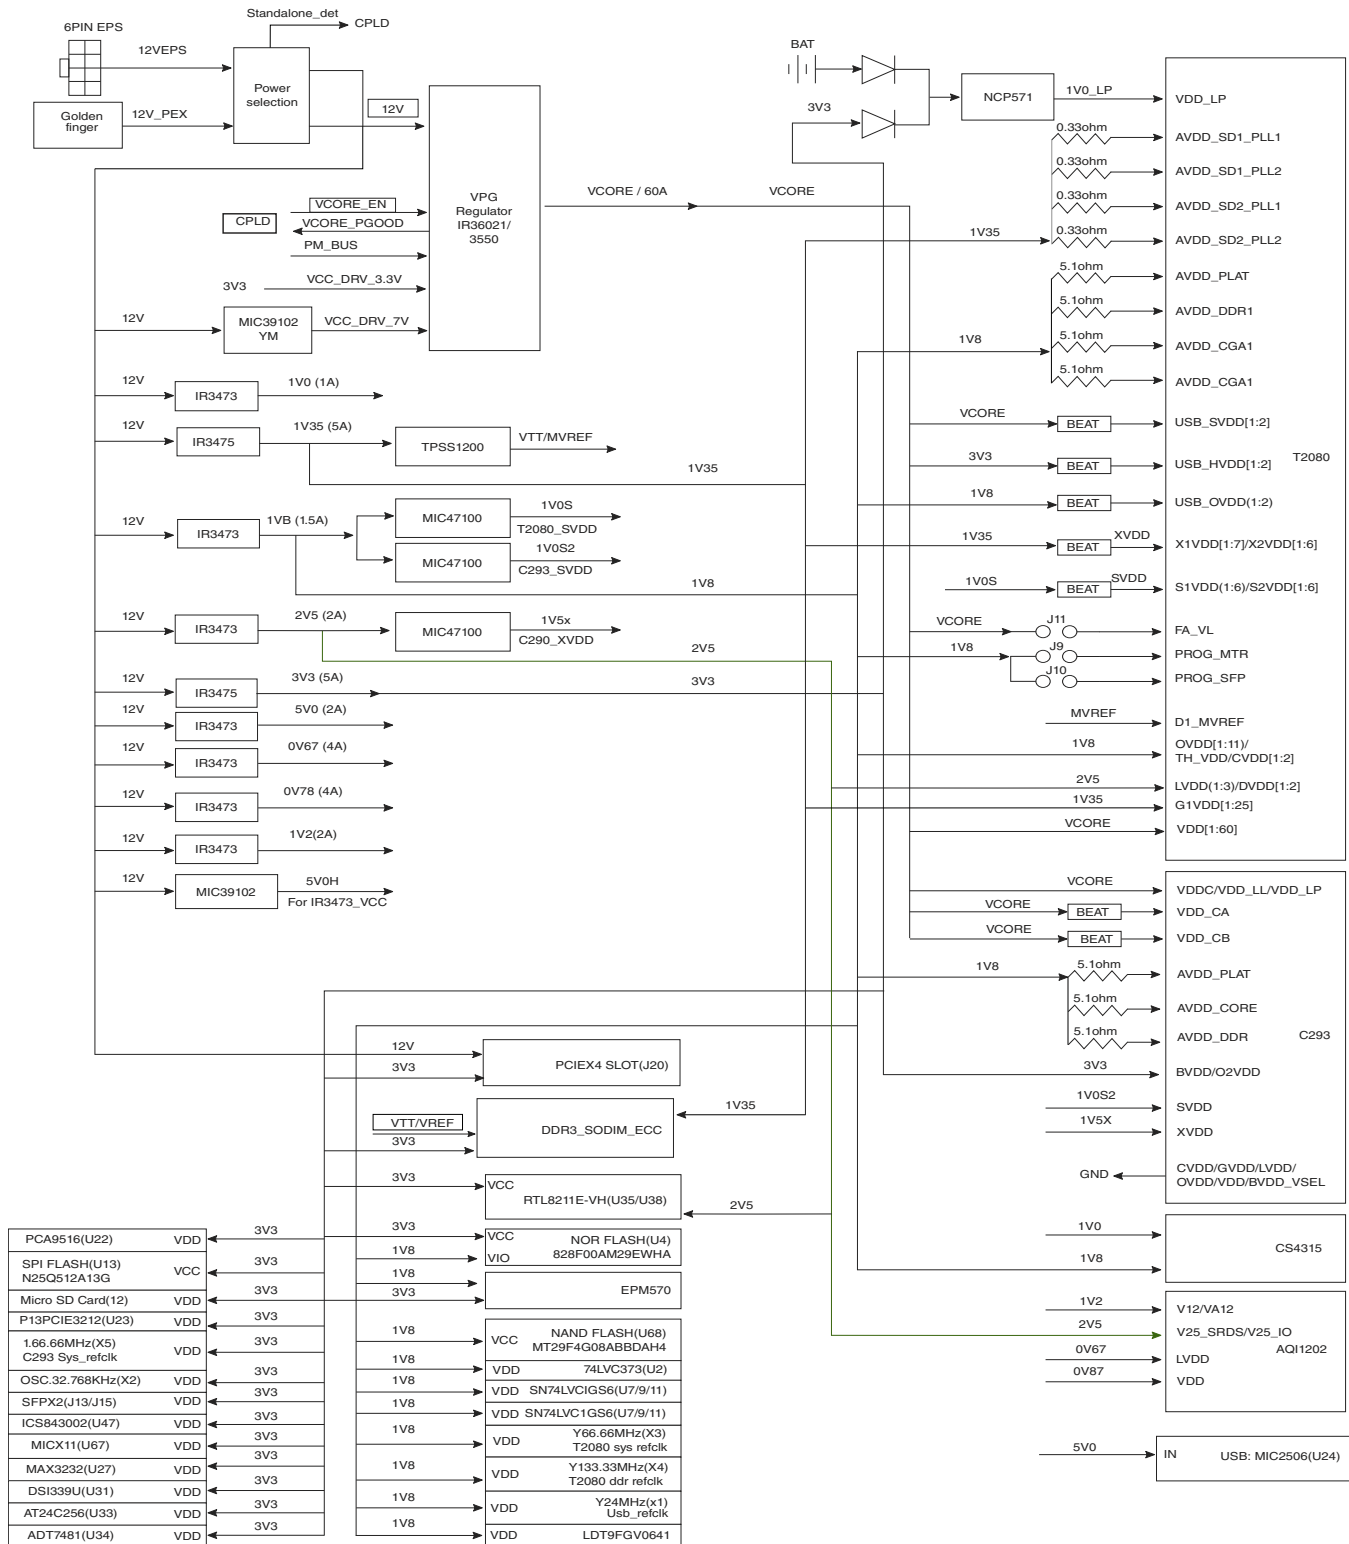 Standalone_det
CPLD
6PIN EPS
12VEPS
Power
selection
Golden
finger
12V_PEX
12V
VPG
Regulator
IR36021/
3550
VCORE_EN
CPLD
VCORE_PGOOD
PM_BUS
3V3
VCC_DRV_3.3V
12V
MIC39102
YM
VCC_DRV_7V
VCORE / 60A
VCORE
BAT
3V3
NCP571
1V0_LP
VDD_LP
0.33ohm
AVDD_SD1_PLL1
0.33ohm
AVDD_SD1_PLL2
0.33ohm
AVDD_SD2_PLL1
1V35
0.33ohm
AVDD_SD2_PLL2
5.1ohm
AVDD_PLAT
5.1ohm
AVDD_DDR1
1V8
5.1ohm
AVDD_CGA1
5.1ohm
AVDD_CGA1
VCORE
BEAT
USB_SVDD[1:2]
3V3
BEAT
USB_HVDD[1:2]
T2080
1V8
BEAT
USB_OVDD(1:2)
1V35
BEAT
XVDD
X1VDD[1:7]/X2VDD[1:6]
1V0S
BEAT
SVDD
S1VDD(1:6)/S2VDD[1:6]
VCORE
J11
FA_VL
1V8
J9
PROG_MTR
J10
PROG_SFP
MVREF
D1_MVREF
1V8
OVDD[1:11]/
TH_VDD/CVDD[1:2]
2V5
LVDD(1:3)/DVDD[1:2]
1V35
G1VDD[1:25]
VCORE
VDD[1:60]
12V
IR3473
1V0 (1A)
12V
IR3475
1V35 (5A)
TPSS1200
VTT/MVREF
1V35
12V
IR3473
1VB (1.5A)
MIC47100
1V0S
T2080_SVDD
MIC47100
1V0S2
C293_SVDD
1V8
12V
IR3473
2V5 (2A)
MIC47100
1V5x
C290_XVDD
2V5
12V
IR3475
3V3 (5A)
3V3
12V
IR3473
5V0 (2A)
12V
IR3473
0V67 (4A)
12V
IR3473
0V78 (4A)
12V
IR3473
1V2(2A)
12V
MIC39102
5V0H
For IR3473_VCC
VCORE
VDDC/VDD_LL/VDD_LP
VCORE
BEAT
VDD_CA
VCORE
BEAT
VDD_CB
1V8
5.1ohm
AVDD_PLAT
5.1ohm
AVDD_CORE
5.1ohm
AVDD_DDR
C293
3V3
BVDD/O2VDD
1V0S2
SVDD
1V5X
XVDD
GND
CVDD/GVDD/LVDD/
OVDD/VDD/BVDD_VSEL
1V0
CS4315
1V8
1V2
V12/VA12
2V5
V25_SRDS/V25_IO
AQI1202
0V67
LVDD
0V87
VDD
5V0
IN
USB: MIC2506(U24)
12V
3V3
PCIEX4 SLOT(J20)
VTT/VREF
3V3
DDR3_SODIM_ECC
1V35
3V3
VCC
RTL8211E-VH(U35/U38)
2V5
3V3
VCC
NOR FLASH(U4)
1V8
VIO
828F00AM29EWHA
1V8
3V3
EPM570
1V8
VCC
NAND FLASH(U68)
MT29F4G08ABBDAH4
1V8
VDD
74LVC373(U2)
1V8
VDD
SN74LVCIGS6(U7/9/11)
1V8
VDD
SN74LVC1GS6(U7/9/11)
1V8
VDD
Y66.66MHz(X3)
T2080 sys refclk
1V8
VDD
Y133.33MHz(X4)
T2080 ddr refclk
1V8
VDD
Y24MHz(x1)
Usb_refclk
1V8
VDD
LDT9FGV0641
PCA9516(U22)
VDD
3V3
SPI FLASH(U13)
N25Q512A13G
VCC
3V3
Micro SD Card(12)
VDD
3V3
P13PCIE3212(U23)
VDD
3V3
1.66.66MHz(X5)
C293 Sys_refclk
VDD
3V3
OSC.32.768KHz(X2)
VDD
3V3
SFPX2(J13/J15)
VDD
3V3
ICS843002(U47)
VDD
3V3
MICX11(U67)
VDD
3V3
MAX3232(U27)
VDD
3V3
DSI339U(U31)
VDD
3V3
AT24C256(U33)
VDD
3V3
ADT7481(U34)
VDD
3V3